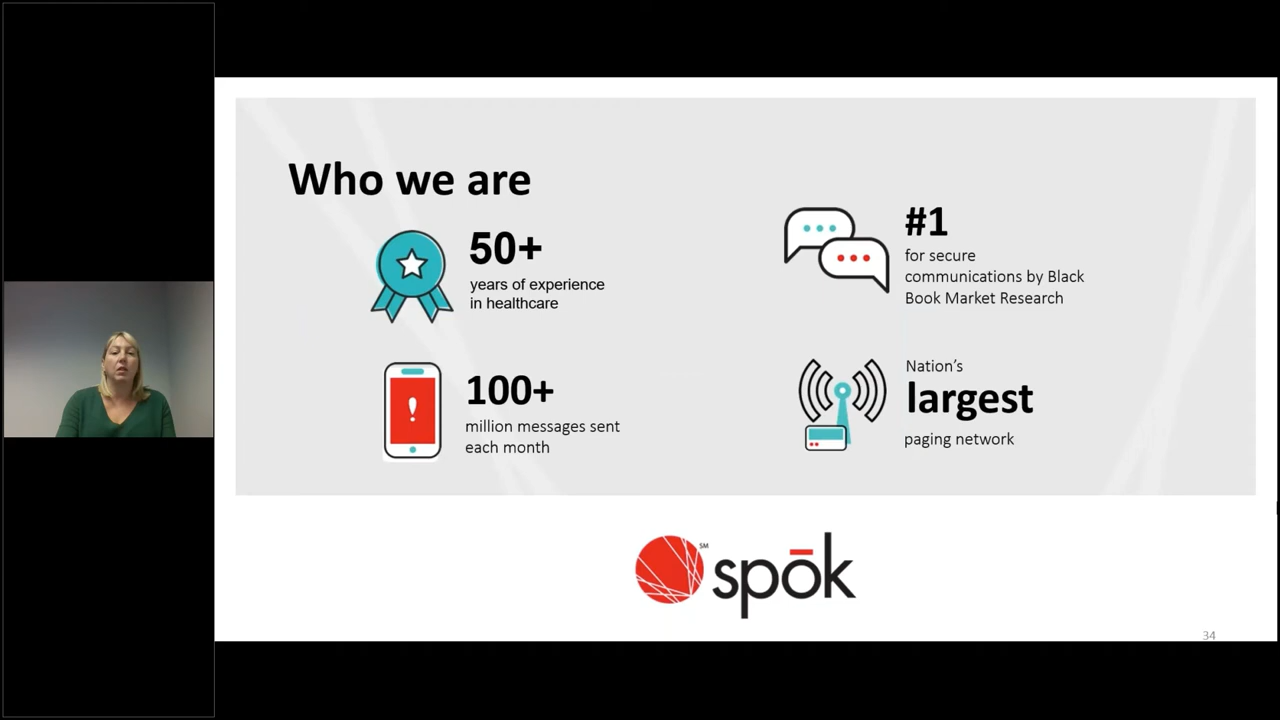 Who we are
50+
years of experience
in healthcare
#1
for secure
communications by Black
Book Market Research
100+
million messages sent
each month
Nation’s
largest
paging network
SM
spōk
34